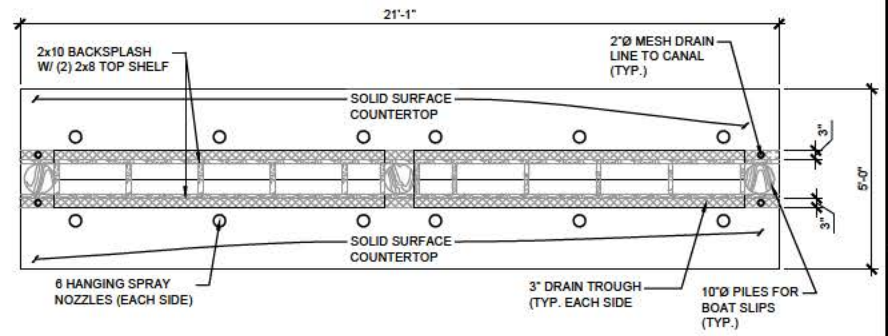 21'-1"
2x10 BACKSPLASH
W/ (2) 2x8 TOP SHELF
2"Ø MESH DRAIN
LINE TO CANAL
(TYP.)
SOLID SURFACE
COUNTERTOP
3"
5'-0"
3"
SOLID SURFACE
COUNTERTOP
6 HANGING SPRAY
NOZZLES (EACH SIDE)
3" DRAIN TROUGH
(TYP. EACH SIDE
10"Ø PILES FOR
BOAT SLIPS
(TYP.)